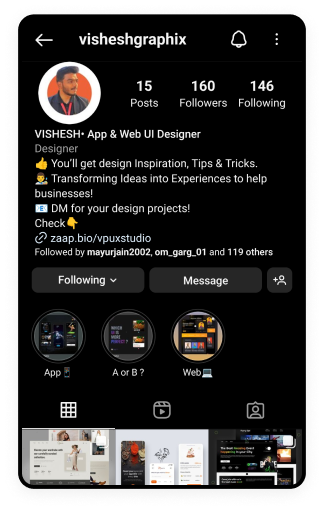 visheshgraphix
15 160 146
Posts Followers Following
VISHESH• App & Web UI Designer
Designer
👍 You'll get design Inspiration, Tips & Tricks.
👨‍🎨 Transforming Ideas into Experiences to help
businesses!
📧 DM for your design projects!
Check👇
zaap.bio/vpuxstudio
Followed by mayurjain2002, om_garg_01 and 119 others
Following
Message
App📱 A or B ? Web💻